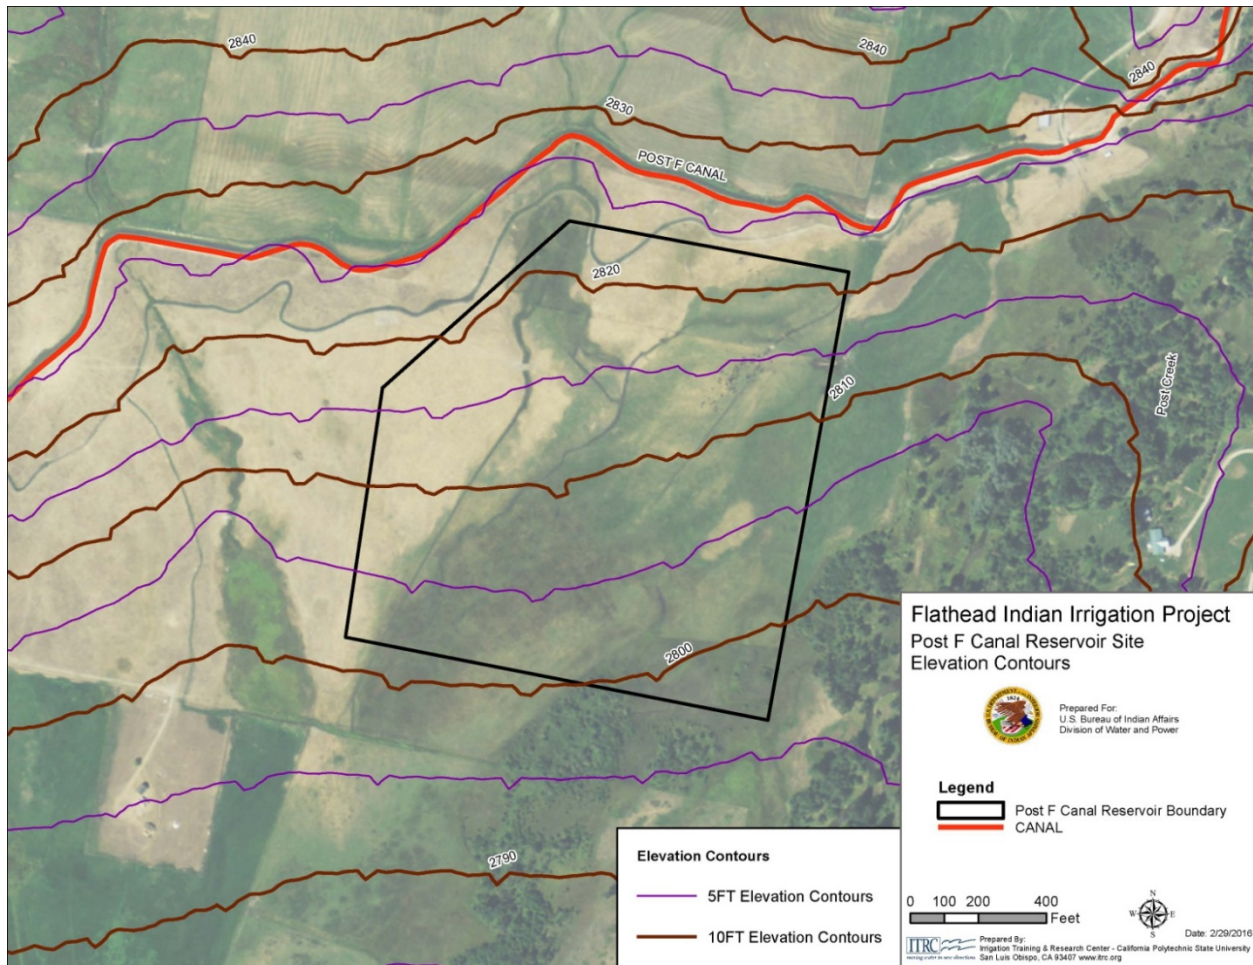 2840
2840
2840
2830
POST F CANAL
2820
2810
Post Creek
2800
2790
Flathead Indian Irrigation Project
Post F Canal Reservoir Site
Elevation Contours
Prepared For:
U.S. Bureau of Indian Affairs
Division of Water and Power
Legend
Post F Canal Reservoir Boundary
CANAL
Elevation Contours
5FT Elevation Contours
10FT Elevation Contours
0 100 200 400
Feet
N
W E
S
Date: 2/29/2016
ITRC
Prepared By:
Irrigation Training & Research Center - California Polytechnic State University
San Luis Obispo, CA 93407 www.itrc.org